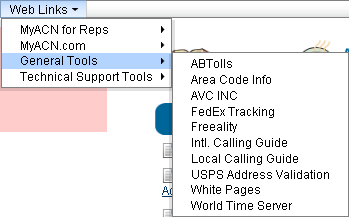 Web Links
MyACN for Reps
MyACN.com
General Tools
Technical Support Tools
ABTolls
Area Code Info
AVC INC
FedEx Tracking
Freeality
Intl. Calling Guide
Local Calling Guide
USPS Address Validation
White Pages
World Time Server